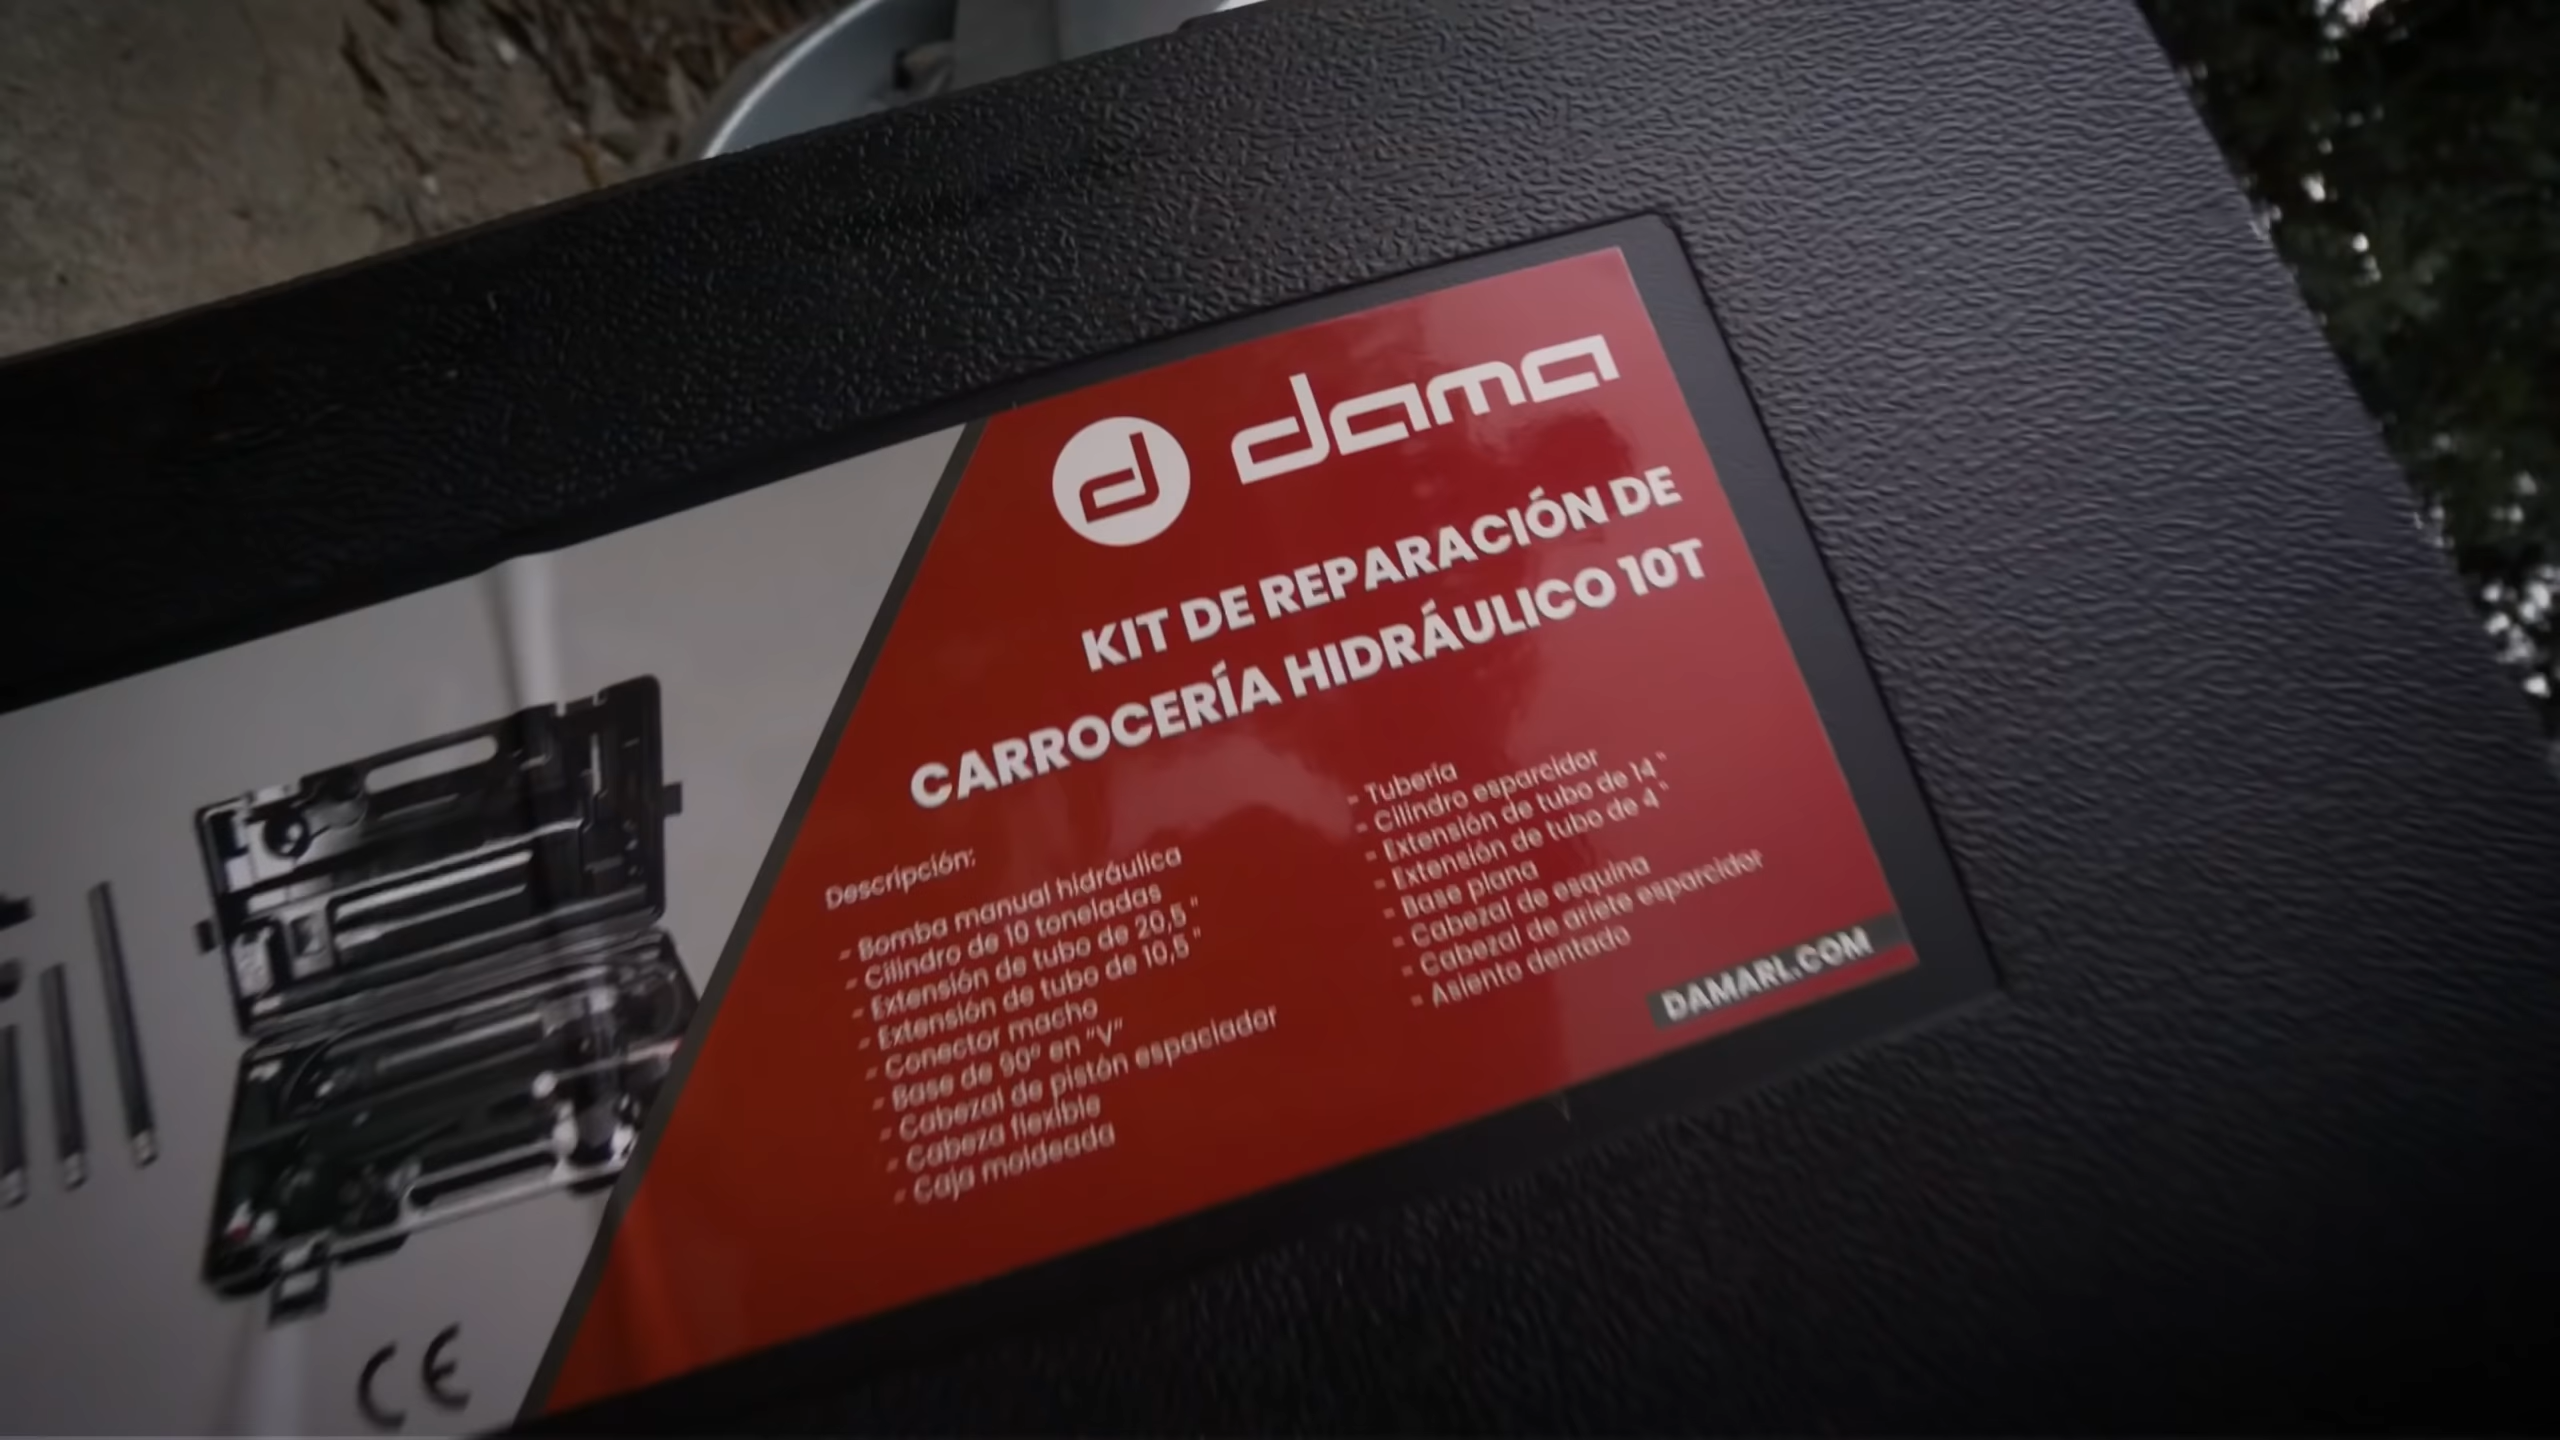 dama
KIT DE REPARACIÓN DE
CARROCERÍA HIDRÁULICO 10T
Descripción:
- Bomba manual hidráulica
- Cilindro de 10 toneladas
- Extensión de tubo de 20,5 "
- Extensión de tubo de 10,5 "
- Conector macho
- Base de 90º en "V"
- Cabezal de pistón espaciador
- Cabeza flexible
- Caja moldeada
- Tubería
- Cilindro esparcidor
- Extensión de tubo de 14 "
- Extensión de tubo de 4 "
- Base plana
- Cabezal de esquina
- Cabezal de ariete esparcidor
- Asiento dentado
DAMARL.COM
CE